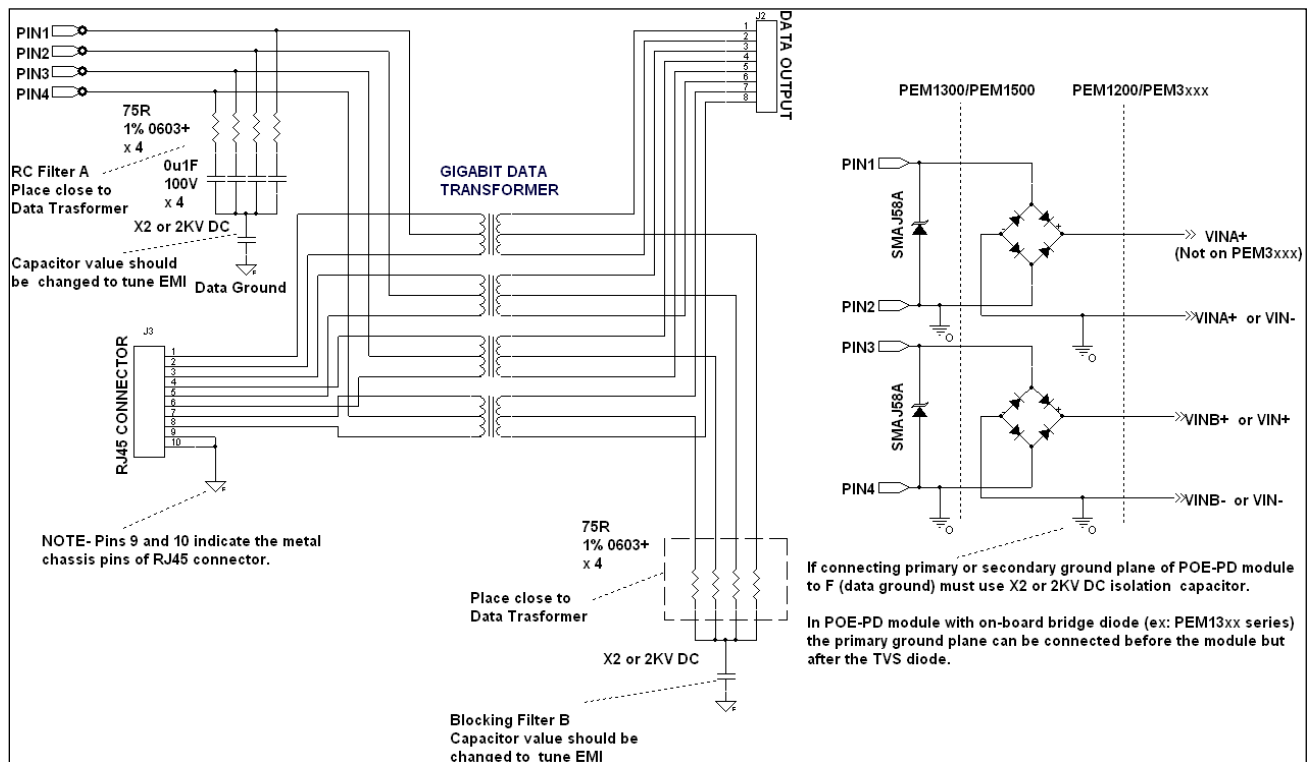 PIN1
PIN2
PIN3
PIN4
75R
1% 0603+
x 4
0u1F
100V
x 4
RC Filter A
Place close to
Data Trasformer
X2 or 2KV DC
Capacitor value should
be changed to tune EMI
F
Data Ground
GIGABIT DATA
TRANSFORMER
J2
1
2
3
4
5
6
7
8
DATA OUTPUT
J3
1
2
3
4
5
6
7
8
9
10
RJ45 CONNECTOR
F
NOTE- Pins 9 and 10 indicate the metal
chassis pins of RJ45 connector.
75R
1% 0603+
x 4
Place close to
Data Trasformer
X2 or 2KV DC
F
Blocking Filter B
Capacitor value should be
changed to tune EMI
PEM1300/PEM1500
PEM1200/PEM3xxx
PIN1
SMAJ58A
- +
VINA+
(Not on PEM3xxx)
PIN2
O
O
VINA+ or VIN-
PIN3
SMAJ58A
- +
VINB+ or VIN+
PIN4
O
O
VINB- or VIN-
If connecting primary or secondary ground plane of POE-PD module
to F (data ground) must use X2 or 2KV DC isolation capacitor.
In POE-PD module with on-board bridge diode (ex: PEM13xx series)
the primary ground plane can be connected before the module but
after the TVS diode.